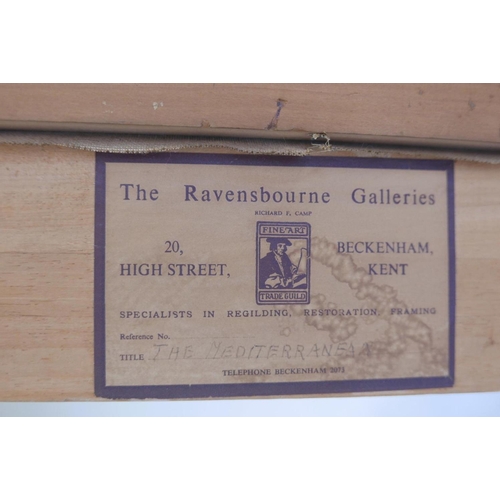 The Ravensbourne Galleries
RICHARD F. CAMP
20,
HIGH STREET,
FINE ART
TRADE GUILD
BECKENHAM,
KENT
SPECIALISTS IN REGILDING, RESTORATION, FRAMING
Reference No.
TITLE THE MEDITERRANEAN
TELEPHONE BECKENHAM